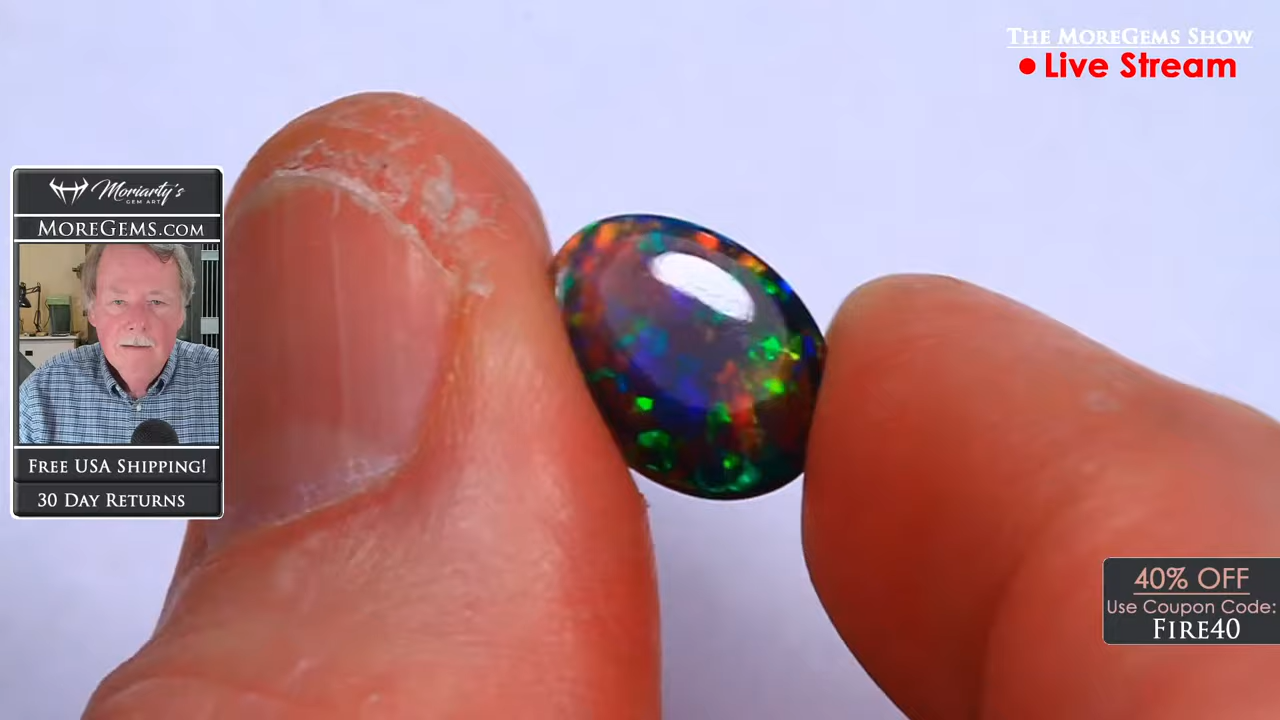 The MoreGems Show
Live Stream
Moriarty's
GEM ART
MoreGems.com
Free USA Shipping!
30 Day Returns
40% OFF
Use Coupon Code:
Fire40